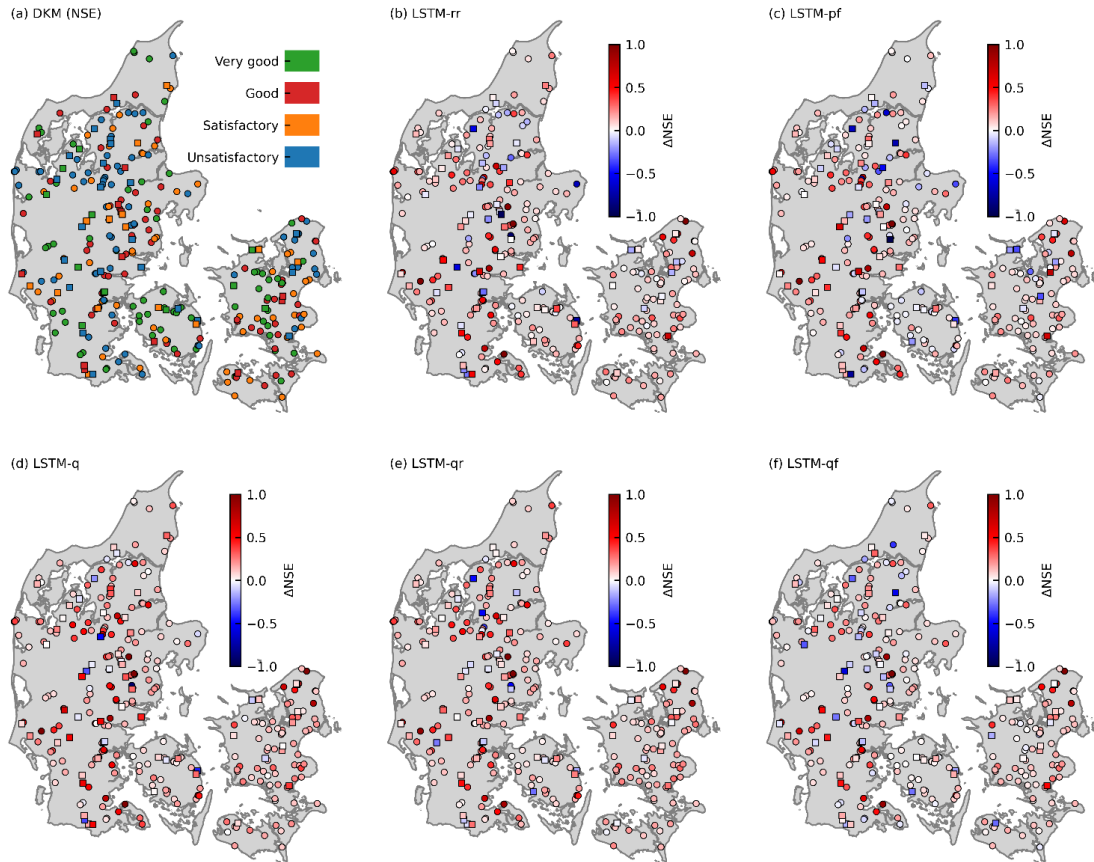 (a) DKM (NSE)
Very good
Good
Satisfactory
Unsatisfactory
(b) LSTM-rr
1.0
0.5
0.0
−0.5
−1.0
ΔNSE
(c) LSTM-pf
1.0
0.5
0.0
−0.5
−1.0
ΔNSE
(d) LSTM-q
1.0
0.5
0.0
−0.5
−1.0
ΔNSE
(e) LSTM-qr
1.0
0.5
0.0
−0.5
−1.0
ΔNSE
(f) LSTM-qf
1.0
0.5
0.0
−0.5
−1.0
ΔNSE